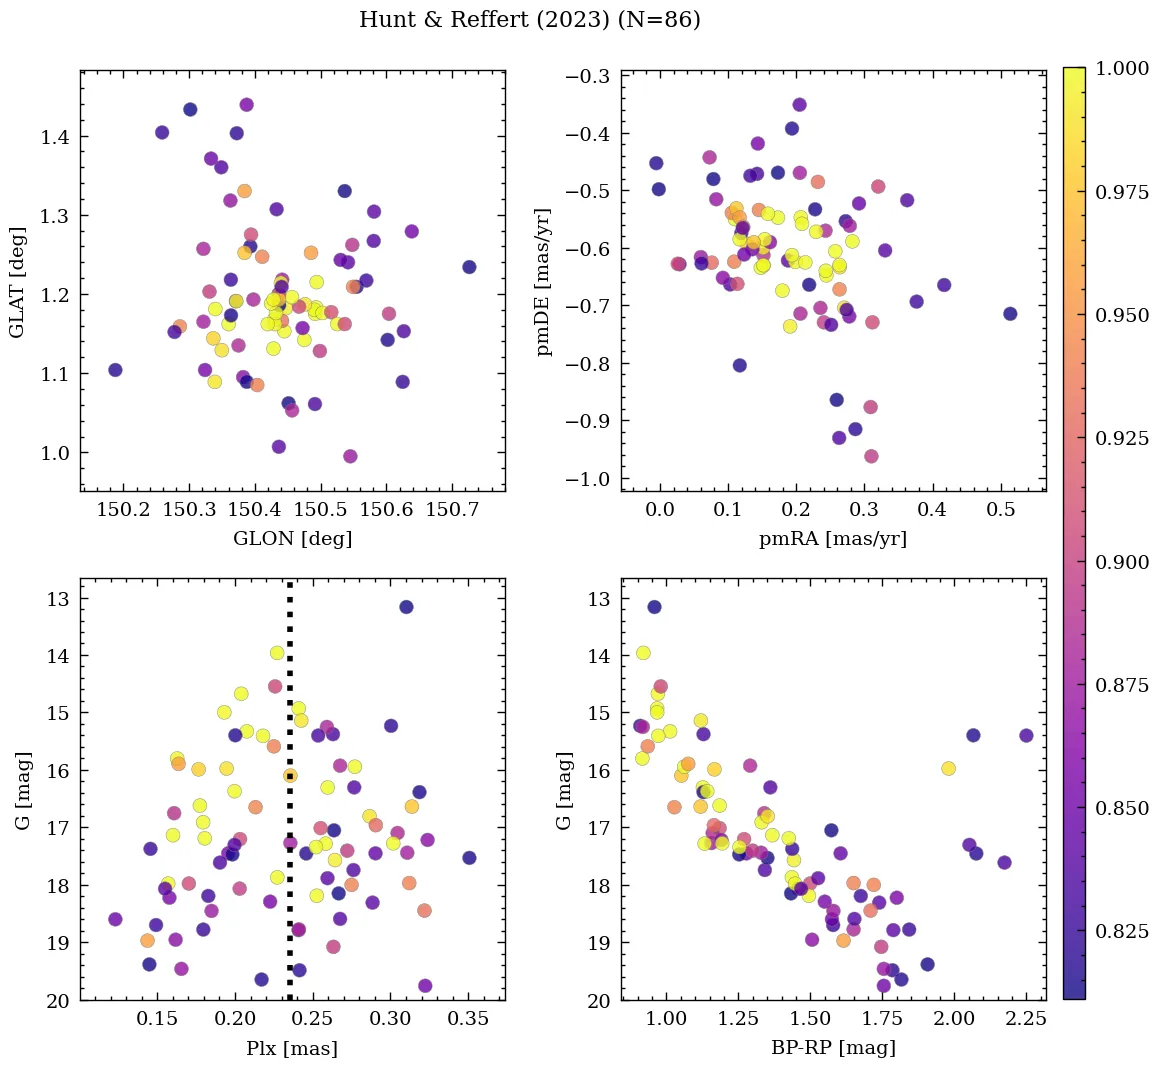 Hunt & Reffert (2023) (N=86)
1.4
1.3
1.2
1.1
1.0
GLAT [deg]
150.2 150.3 150.4 150.5 150.6 150.7
GLON [deg]
−0.3
−0.4
−0.5
−0.6
−0.7
−0.8
−0.9
−1.0
pmDE [mas/yr]
0.0 0.1 0.2 0.3 0.4 0.5
pmRA [mas/yr]
13
14
15
16
17
18
19
20
G [mag]
0.15 0.20 0.25 0.30 0.35
Plx [mas]
13
14
15
16
17
18
19
20
G [mag]
1.00 1.25 1.50 1.75 2.00 2.25
BP-RP [mag]
1.000
0.975
0.950
0.925
0.900
0.875
0.850
0.825